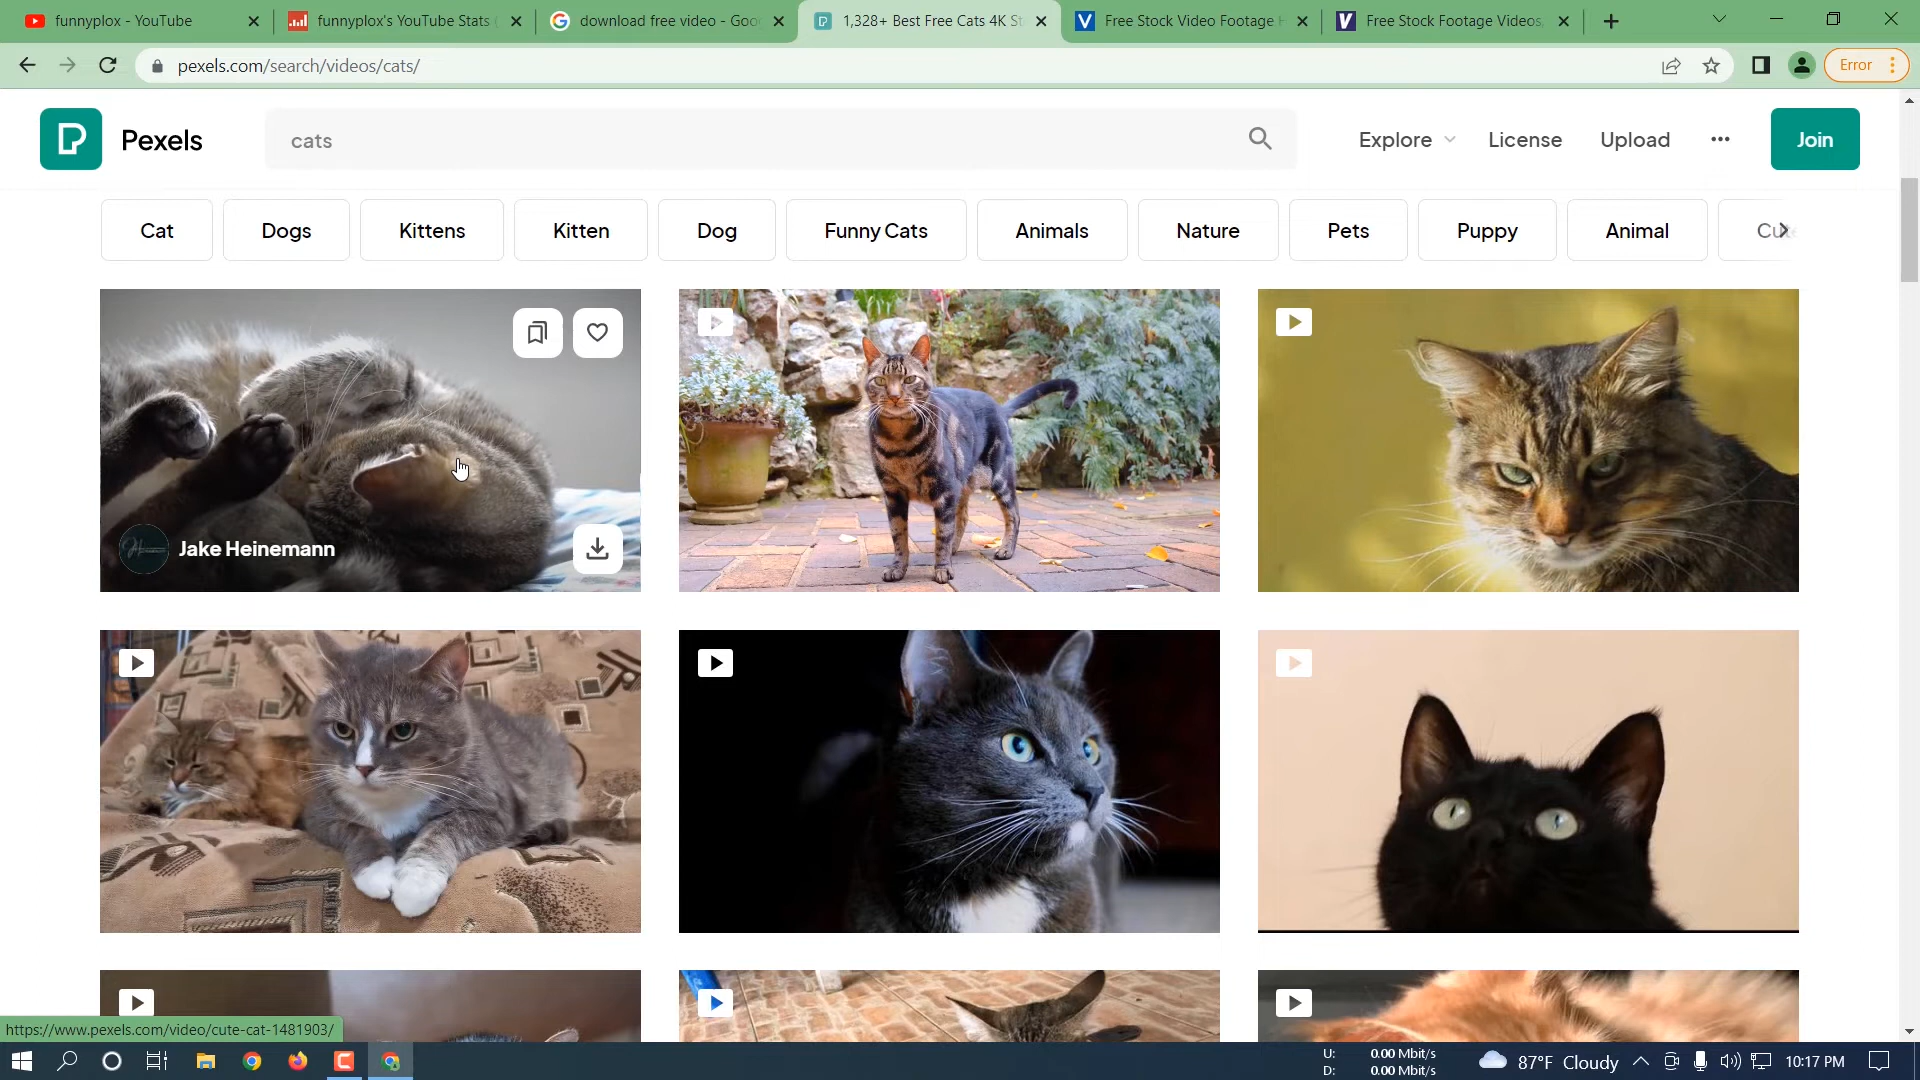 funnyplox - YouTube
funnyplox's YouTube Stats (
download free video - Goo
1,328+ Best Free Cats 4K St
Free Stock Video Footage H
Free Stock Footage Videos,
pexels.com/search/videos/cats/
Error
Pexels
cats
Explore
License
Upload
Join
Cat
Dogs
Kittens
Kitten
Dog
Funny Cats
Animals
Nature
Pets
Puppy
Animal
Cute
Jake Heinemann
https://www.pexels.com/video/cute-cat-1481903/
U: 0.00 Mbit/s
D: 0.00 Mbit/s
87°F Cloudy
10:17 PM